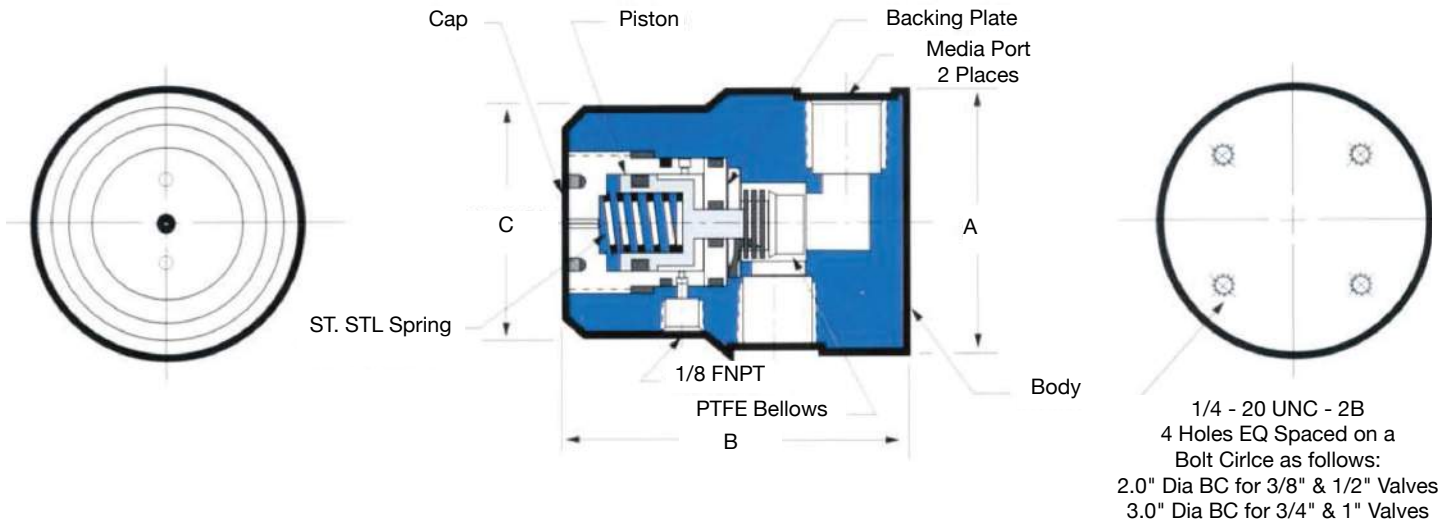 Cap
Piston
Backing Plate
Media Port
2 Places
C
A
ST. STL Spring
1/8 FNPT
PTFE Bellows
Body
B
1/4 - 20 UNC - 2B
4 Holes EQ Spaced on a
Bolt Cirlce as follows:
2.0" Dia BC for 3/8" & 1/2" Valves
3.0" Dia BC for 3/4" & 1" Valves